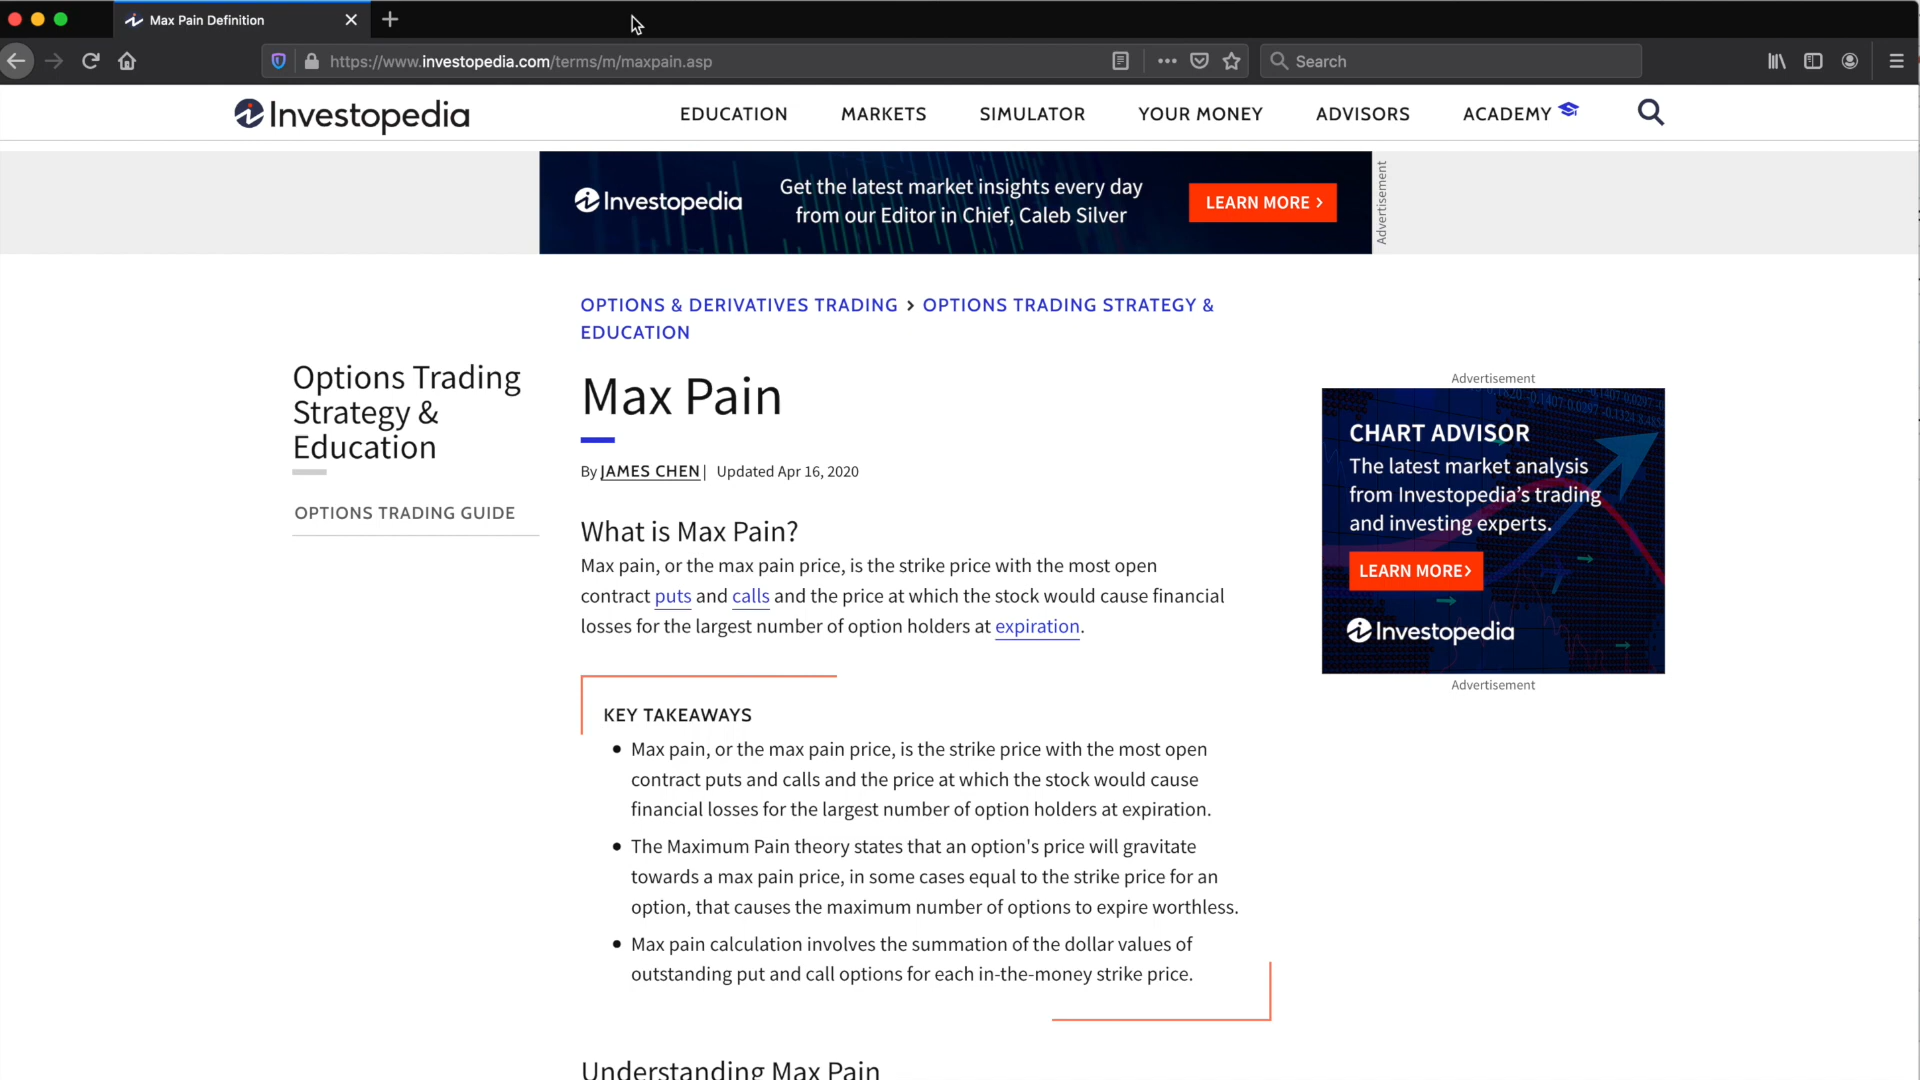 Max Pain Definition
https://www.investopedia.com/terms/m/maxpain.asp
Search
Investopedia
EDUCATION
MARKETS
SIMULATOR
YOUR MONEY
ADVISORS
ACADEMY
Investopedia
Get the latest market insights every day
from our Editor in Chief, Caleb Silver
LEARN MORE >
Advertisement
OPTIONS & DERIVATIVES TRADING > OPTIONS TRADING STRATEGY &
EDUCATION
Options Trading
Strategy &
Education
OPTIONS TRADING GUIDE
Max Pain
By JAMES CHEN | Updated Apr 16, 2020
What is Max Pain?
Max pain, or the max pain price, is the strike price with the most open
contract puts and calls and the price at which the stock would cause financial
losses for the largest number of option holders at expiration.
KEY TAKEAWAYS
• Max pain, or the max pain price, is the strike price with the most open
contract puts and calls and the price at which the stock would cause
financial losses for the largest number of option holders at expiration.
• The Maximum Pain theory states that an option's price will gravitate
towards a max pain price, in some cases equal to the strike price for an
option, that causes the maximum number of options to expire worthless.
• Max pain calculation involves the summation of the dollar values of
outstanding put and call options for each in-the-money strike price.
Understanding Max Pain
Advertisement
CHART ADVISOR
The latest market analysis
from Investopedia's trading
and investing experts.
LEARN MORE>
Investopedia
Advertisement